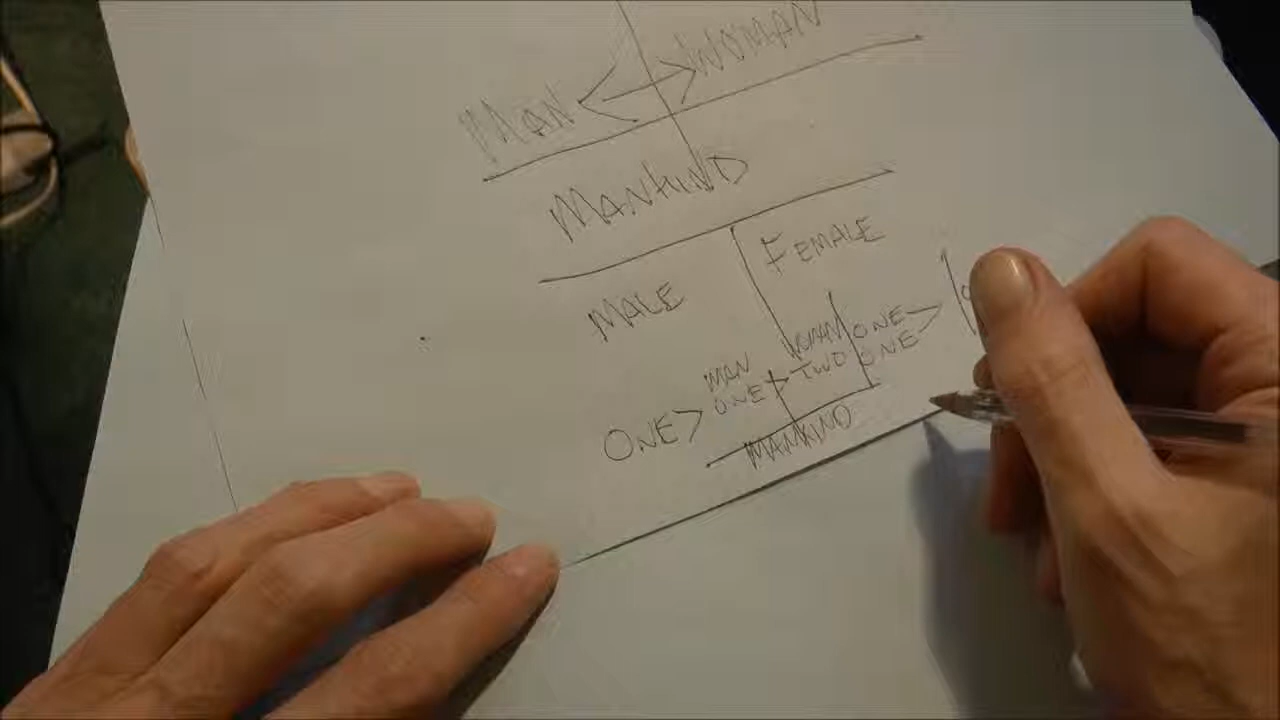 MAN <-> WOMAN
MANKIND
MALE FEMALE
MAN WOMAN ONE >
ONE > ONE > TWO ONE
MANKIND